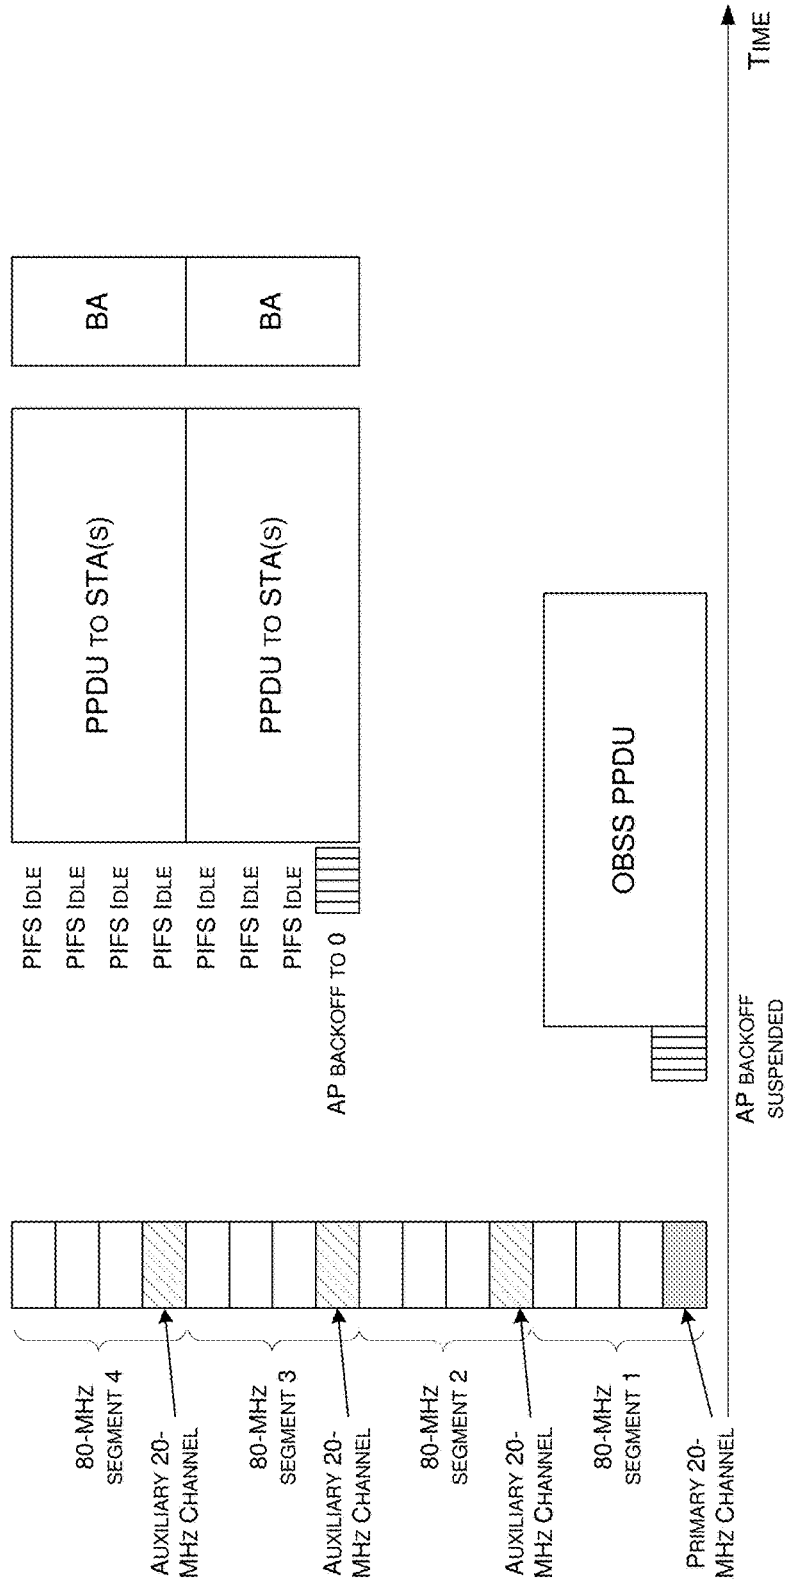 80-MHZ
SEGMENT 4
AUXILIARY 20-
MHZ CHANNEL
80-MHZ
SEGMENT 3
AUXILIARY 20-
MHZ CHANNEL
80-MHZ
SEGMENT 2
AUXILIARY 20-
MHZ CHANNEL
80-MHZ
SEGMENT 1
PRIMARY 20-
MHZ CHANNEL
PIFS IDLE
PIFS IDLE
PIFS IDLE
PIFS IDLE
PIFS IDLE
PIFS IDLE
PIFS IDLE
AP BACKOFF TO 0
PPDU TO STA(S)
PPDU TO STA(S)
BA
BA
OBSS PPDU
AP BACKOFF
SUSPENDED
TIME